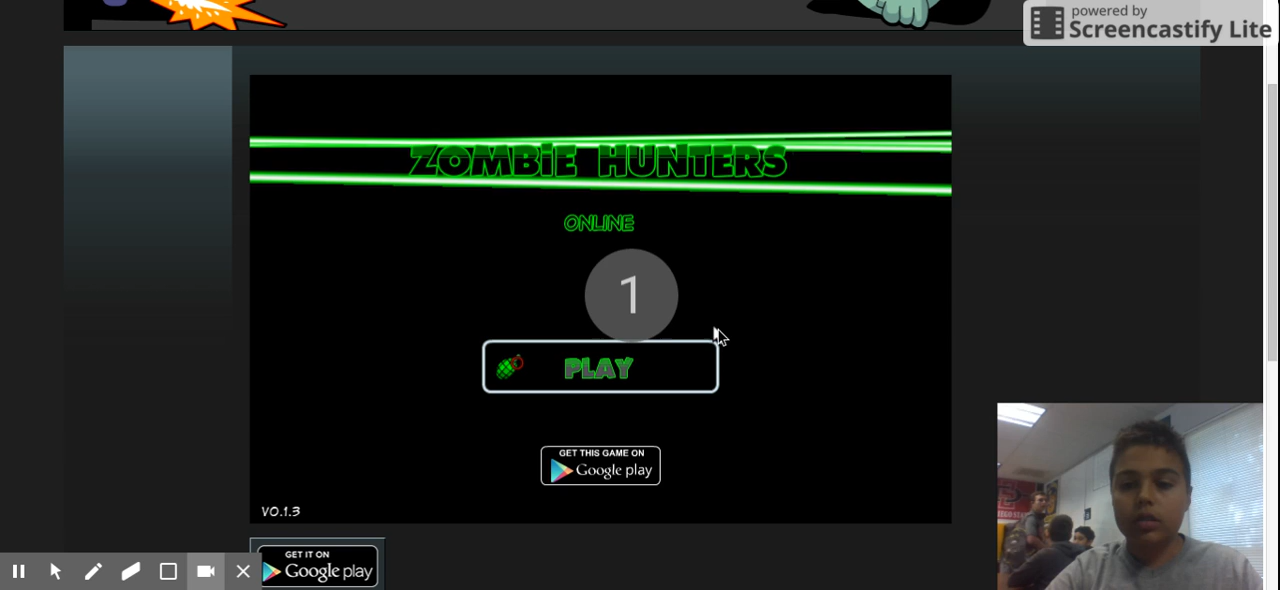 powered by
Screencastify Lite
ZOMBiE HUNTERS
ONLINE
1
PLAY
GET THIS GAME ON
Google play
V0.1.3
GET IT ON
Google play